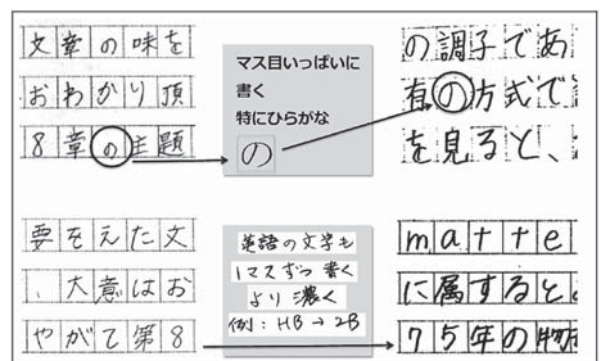 文章の味を
おわかり頂
8章の主題
マス目いっぱいに
書く
特にひらがな
の
の調子であ
有の方式で
を見ると、
要をえた文
、大意はお
やがて第8
英語の文字も
1マスずつ書く
より濃く
例：HB→2B
matte
に属すると
75年の物